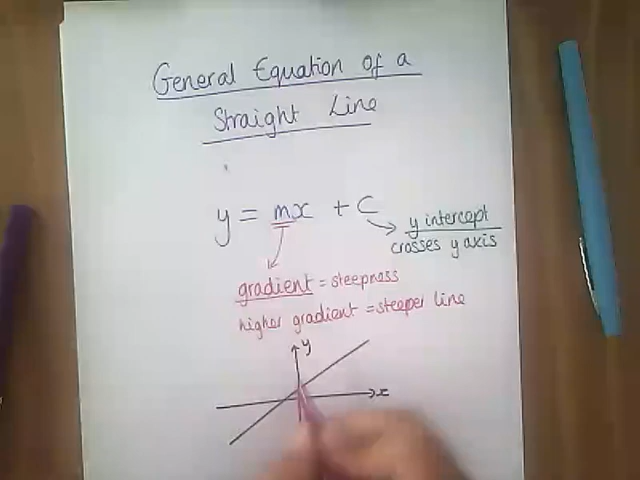 General Equation of a
Straight Line
y = mx + C
y intercept
crosses y axis
gradient = steepness
higher gradient = steeper line
y
x